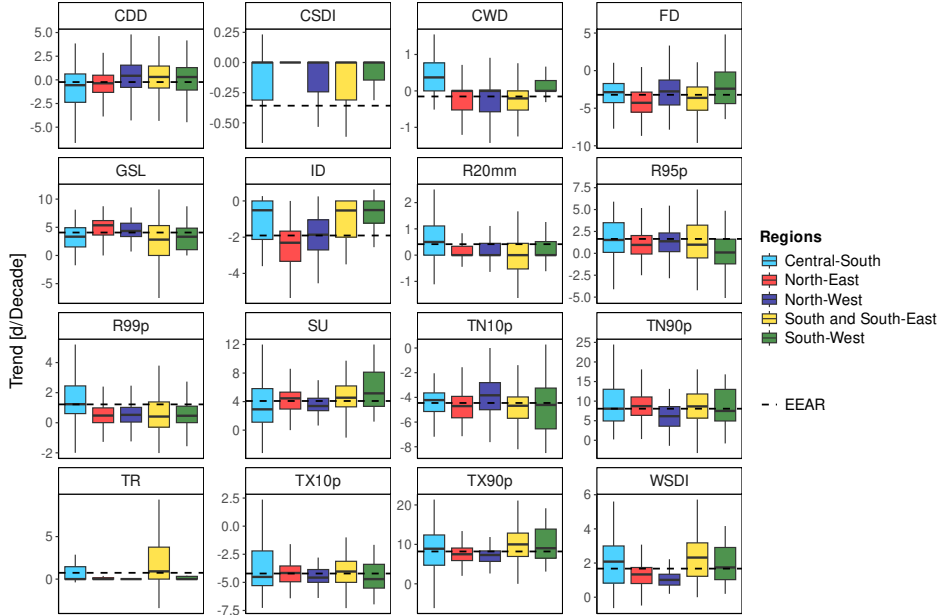 CDD CSDI CWD FD
5.0 0.25 5
2.5 0.00 1 0
0.0 -0.25 0 -5
-2.5 -0.50 -1 -10
-5.0
GSL ID R20mm R95p
10 0 2 7.5
5 -2 1 5.0
0 -4 0 2.5
-5 -1 0.0
-2.5
-5.0
Trend [d/Decade]
Regions
Central-South
North-East
North-West
South and South-East
South-West
EEAR
R99p SU TN10p TN90p
4 12 0 25
2 8 -2 20
0 4 -4 15
-2 0 -6 10
-8 5
0
TR TX10p TX90p WSDI
5 -2.5 20 6
0 0.0 10 4
-2.5 0 2
-5.0 0
-7.5